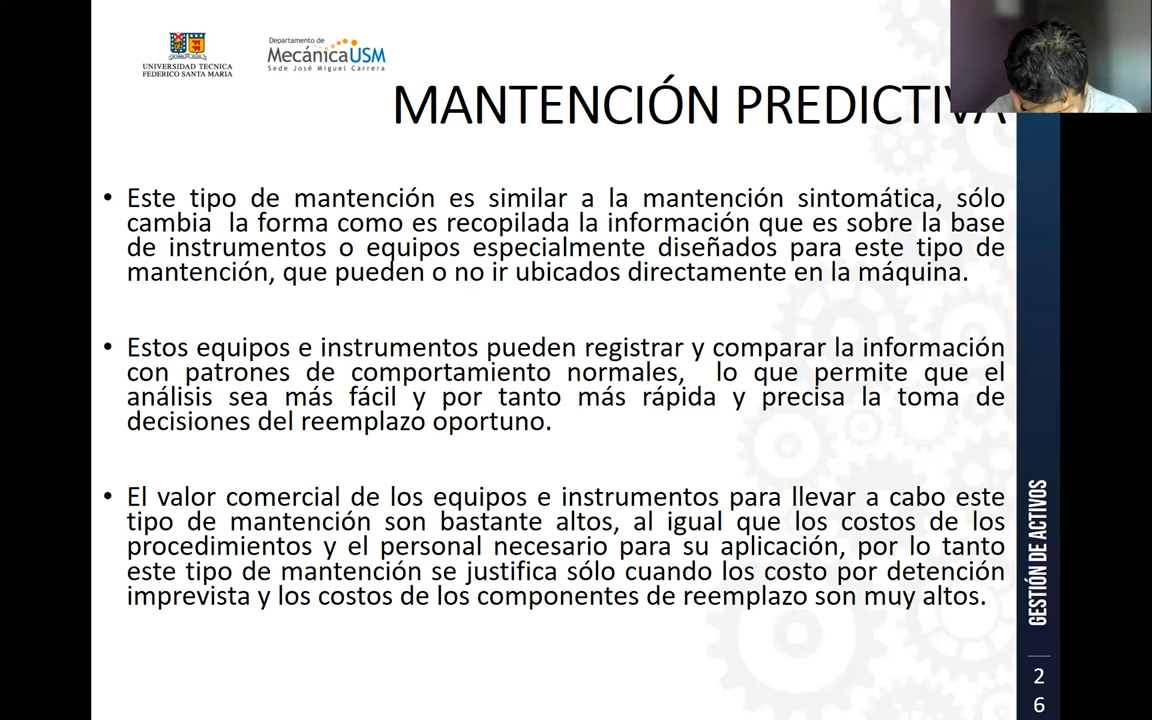 UNIVERSIDAD TECNICA
FEDERICO SANTA MARIA
Departamento de
MecánicaUSM
Sede José Miguel Carrera
MANTENCIÓN PREDICTIVA
• Este tipo de mantención es similar a la mantención sintomática, sólo
cambia la forma como es recopilada la información que es sobre la base
de instrumentos o equipos especialmente diseñados para este tipo de
mantención, que pueden o no ir ubicados directamente en la máquina.
• Estos equipos e instrumentos pueden registrar y comparar la información
con patrones de comportamiento normales, lo que permite que el
análisis sea más fácil y por tanto más rápida y precisa la toma de
decisiones del reemplazo oportuno.
• El valor comercial de los equipos e instrumentos para llevar a cabo este
tipo de mantención son bastante altos, al igual que los costos de los
procedimientos y el personal necesario para su aplicación, por lo tanto
este tipo de mantención se justifica sólo cuando los costo por detención
imprevista y los costos de los componentes de reemplazo son muy altos.
GESTIÓN DE ACTIVOS
2
6